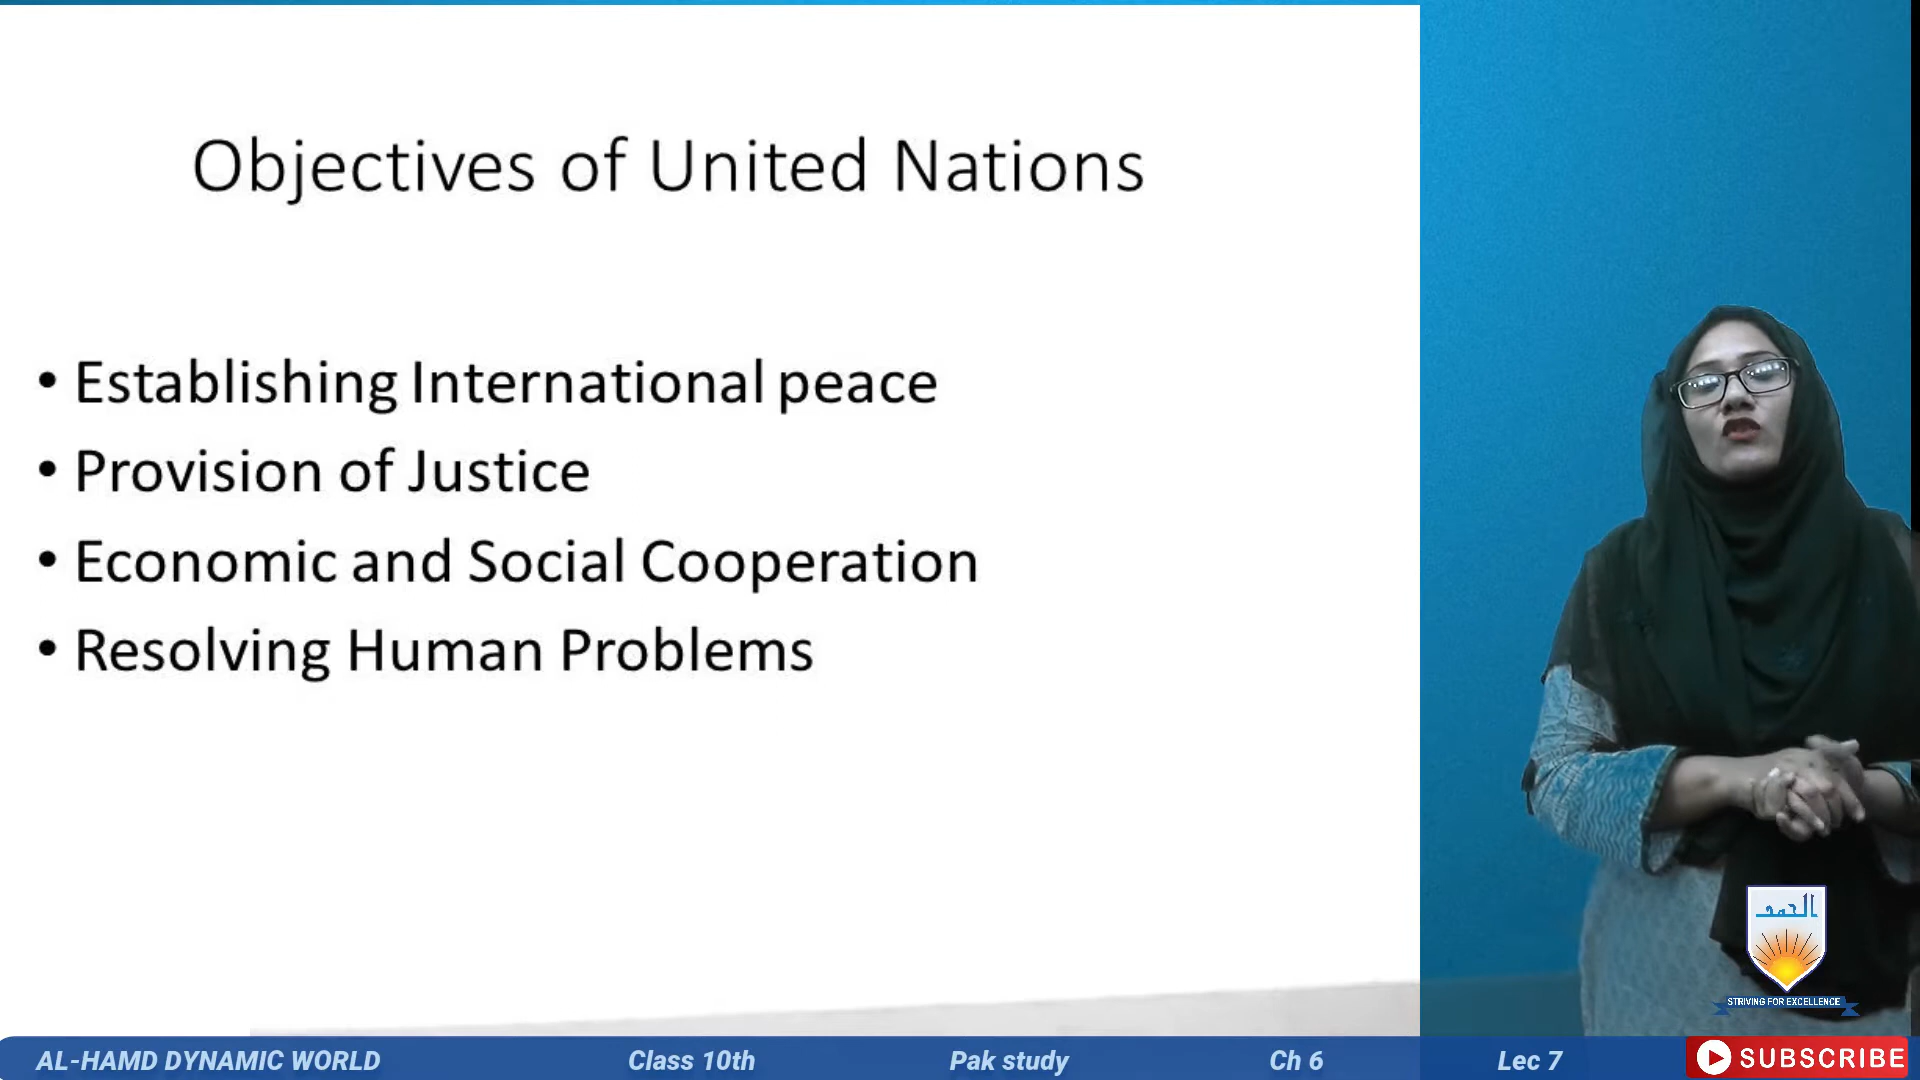 Objectives of United Nations
• Establishing International peace
• Provision of Justice
• Economic and Social Cooperation
• Resolving Human Problems
الحمد
STRIVING FOR EXCELLENCE
AL-HAMD DYNAMIC WORLD Class 10th Pak study Ch 6 Lec 7 SUBSCRIBE